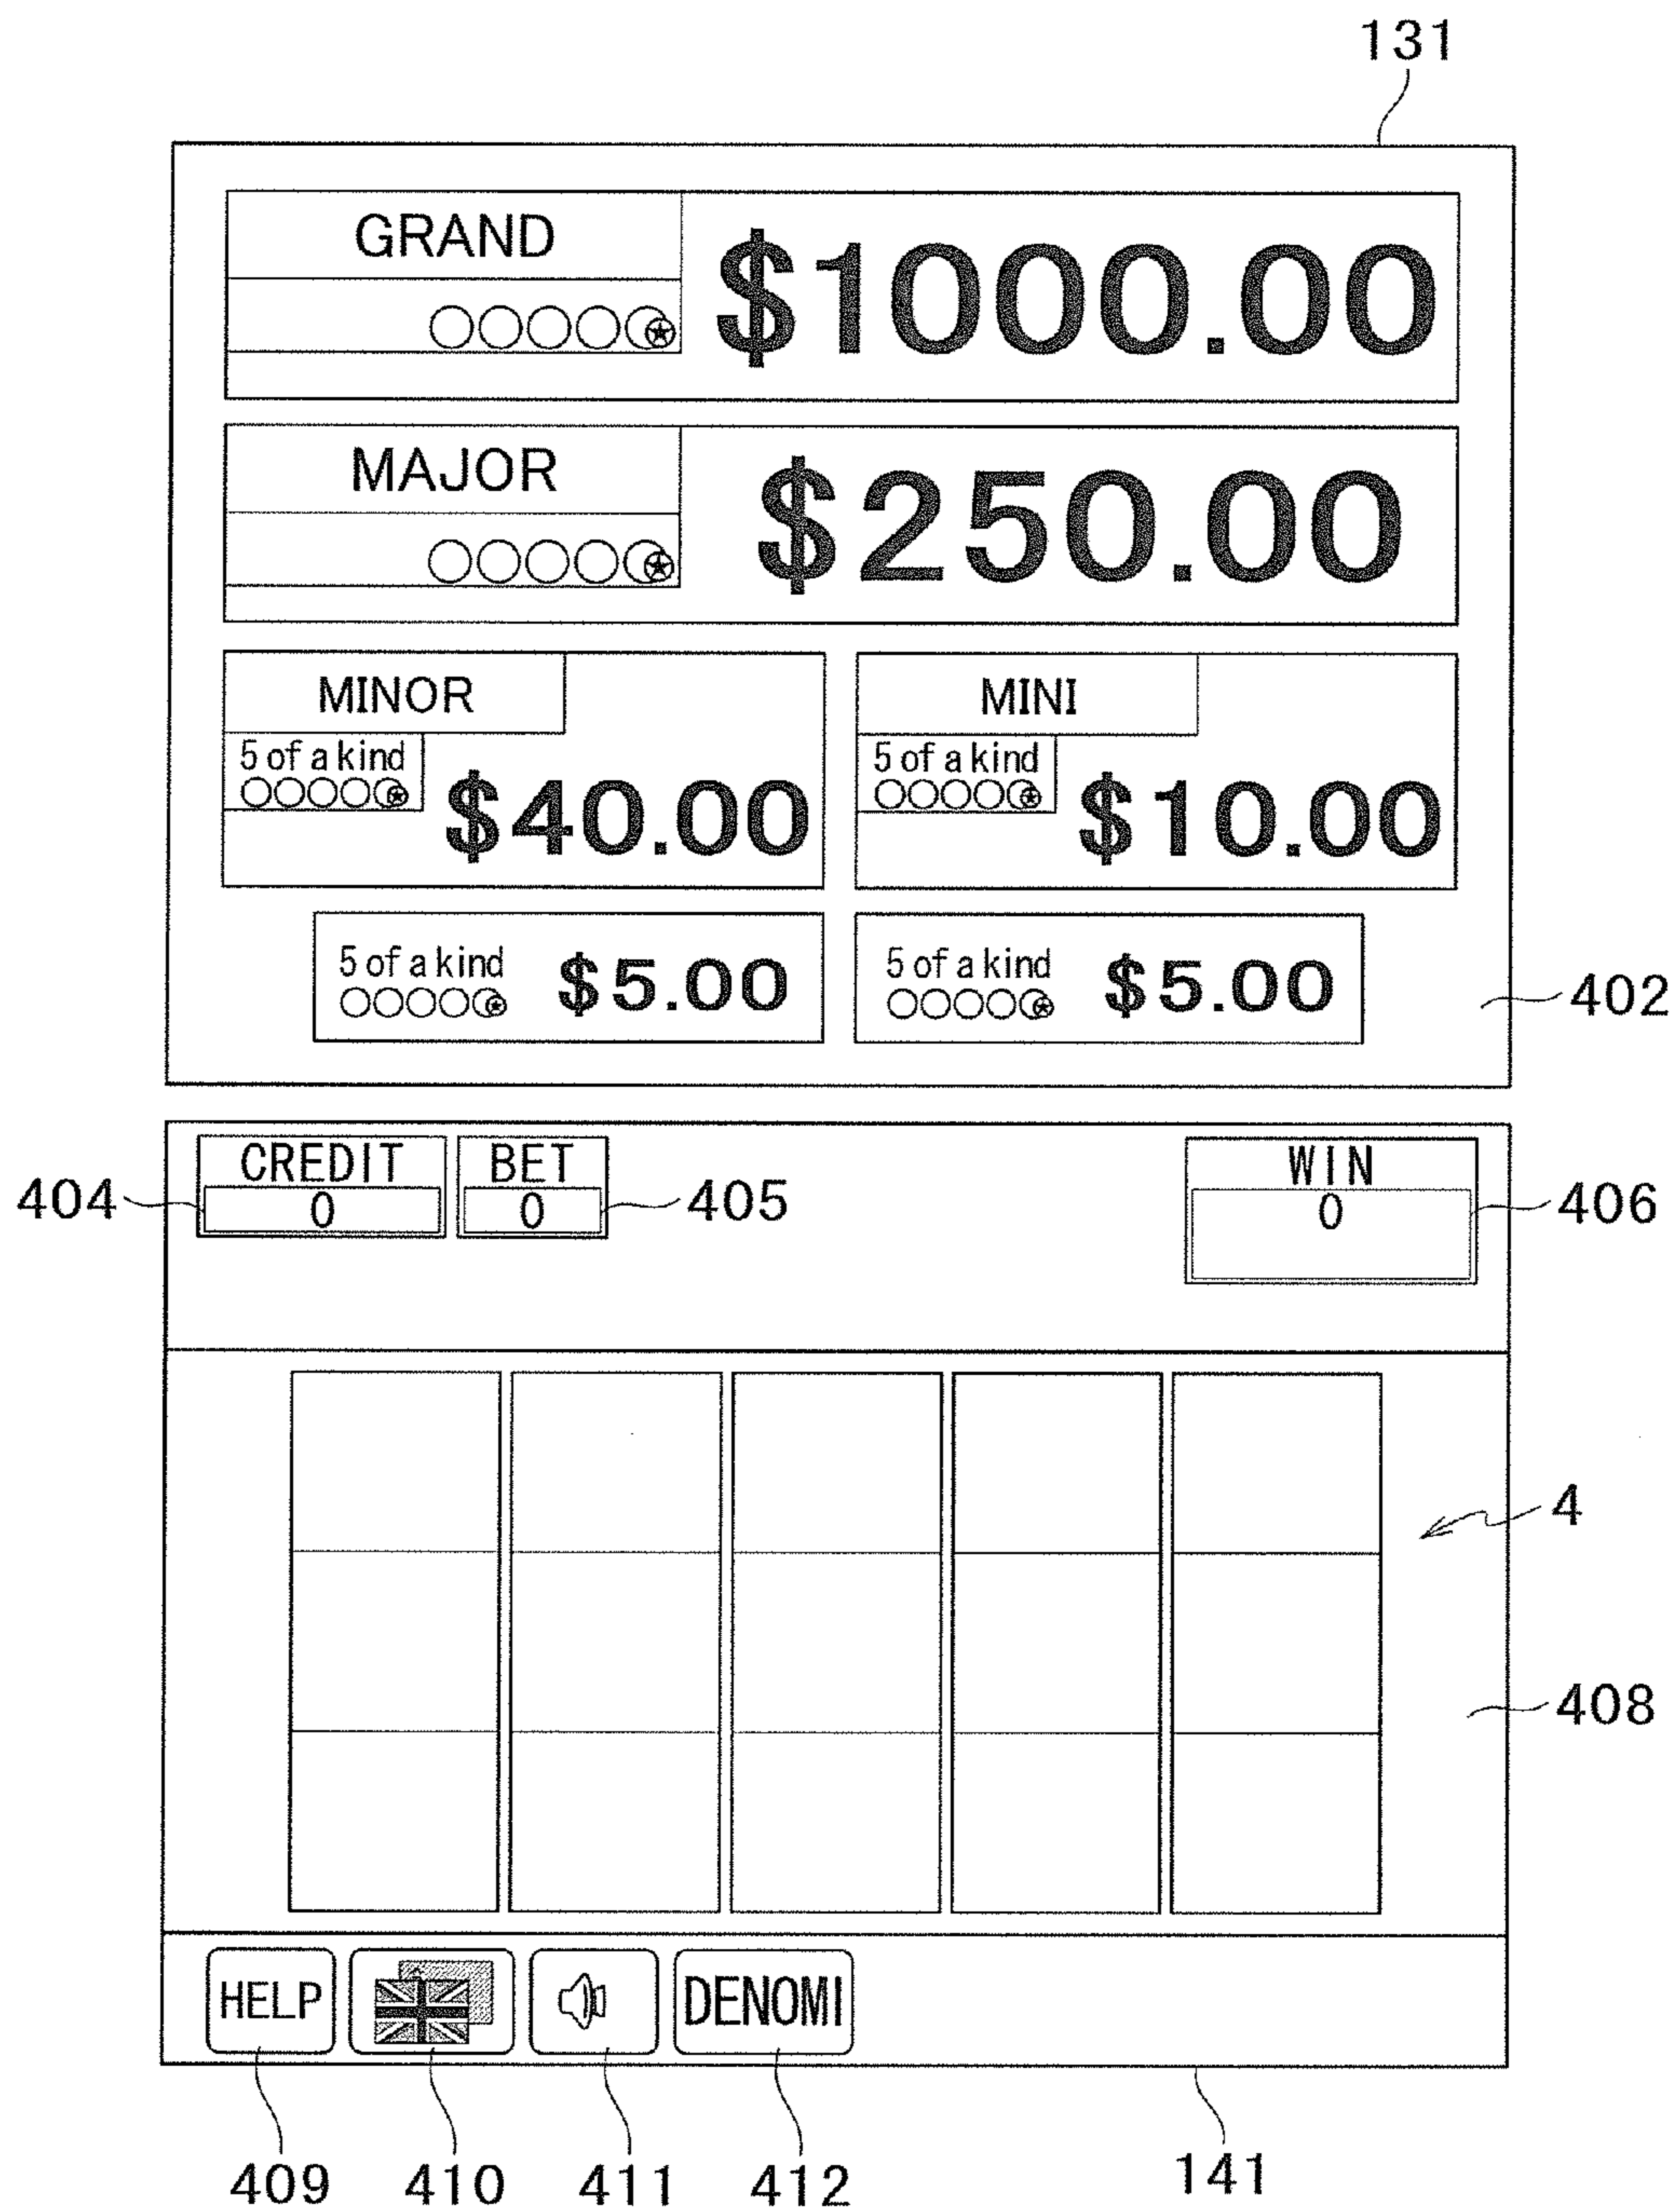 131
GRAND
$1000.00
MAJOR
$250.00
MINOR
5 of a kind
$40.00
MINI
5 of a kind
$10.00
5 of a kind
$5.00
5 of a kind
$5.00
402
CREDIT
0
BET
0
WIN
0
404
405
406
4
408
HELP
DENOMI
409
410
411
412
141